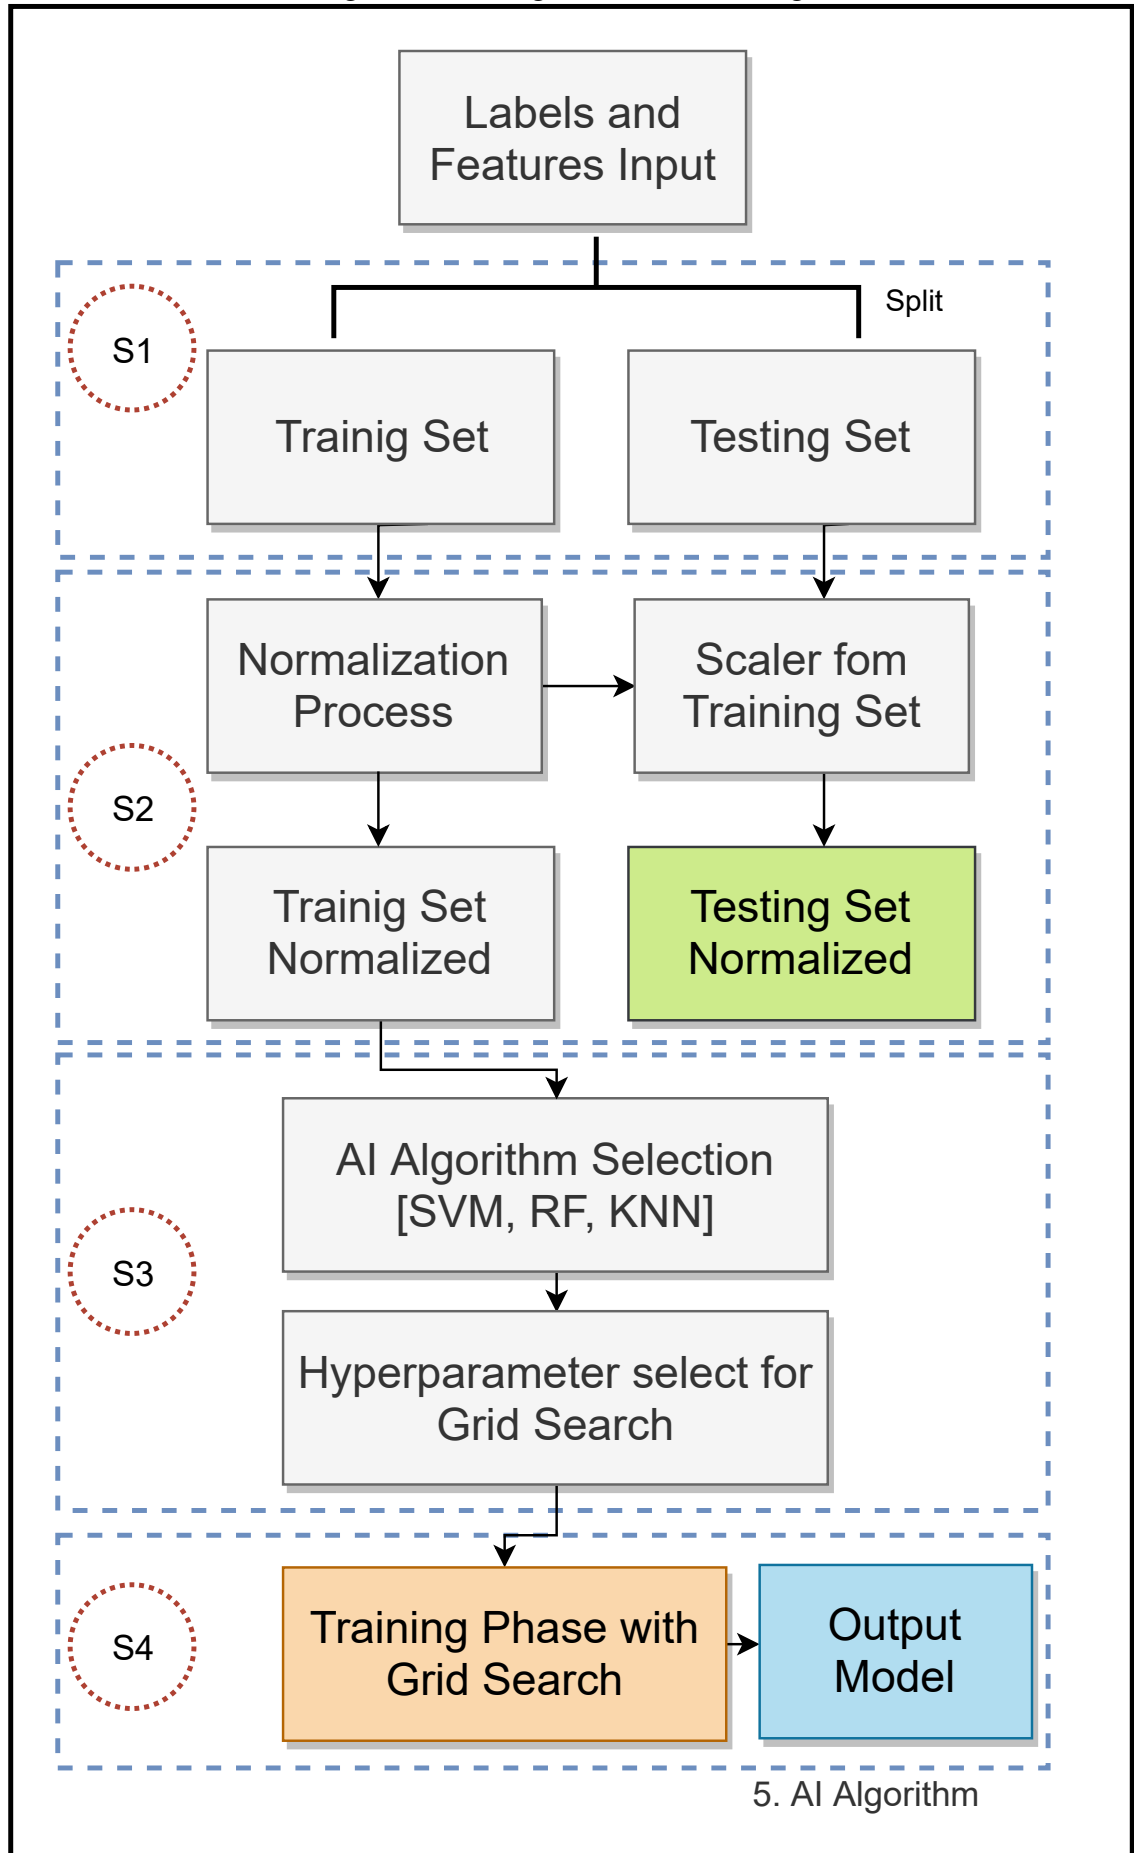 Labels and
Features Input
Split
S1
Trainig Set
Testing Set
Normalization
Process
Scaler fom
Training Set
S2
Trainig Set
Normalized
Testing Set
Normalized
AI Algorithm Selection
[SVM, RF, KNN]
S3
Hyperparameter select for
Grid Search
S4
Training Phase with
Grid Search
Output
Model
5. AI Algorithm